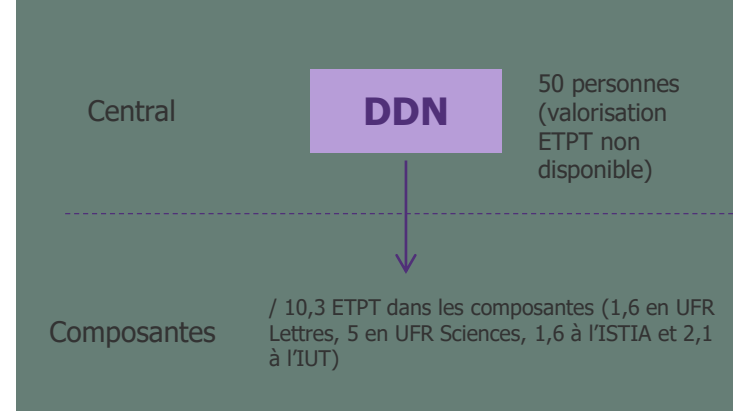 Central
DDN
50 personnes
(valorisation
ETPT non
disponible)
Composantes
/ 10,3 ETPT dans les composantes (1,6 en UFR
Lettres, 5 en UFR Sciences, 1,6 à l’ISTIA et 2,1
à l’IUT)